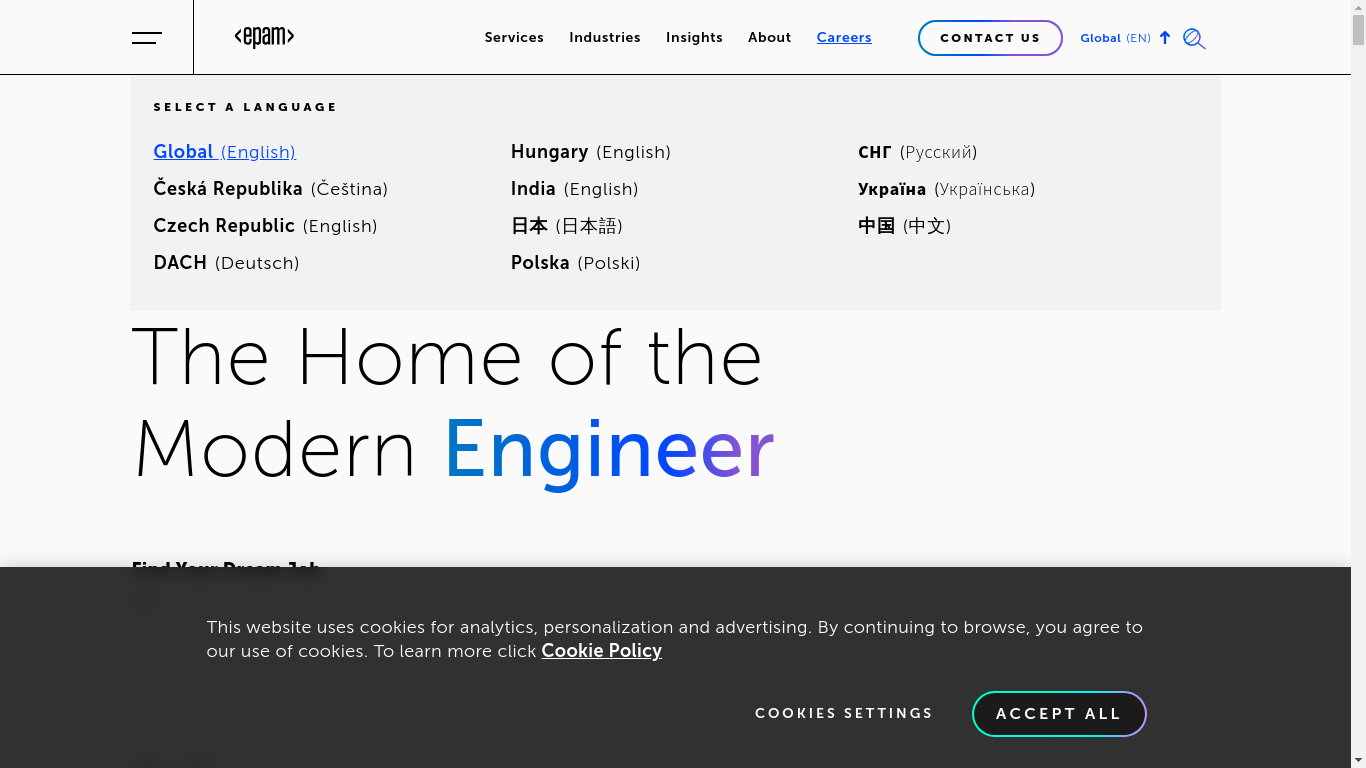 <epam>
Services Industries Insights About Careers CONTACT US Global (EN)
SELECT A LANGUAGE
Global (English)
Česká Republika (Čeština)
Czech Republic (English)
DACH (Deutsch)
Hungary (English)
India (English)
日本 (日本語)
Polska (Polski)
СНГ (Русский)
Україна (Українська)
中国 (中文)
The Home of the
Modern Engineer
Find Your Dream Job
This website uses cookies for analytics, personalization and advertising. By continuing to browse, you agree to
our use of cookies. To learn more click Cookie Policy
COOKIES SETTINGS ACCEPT ALL